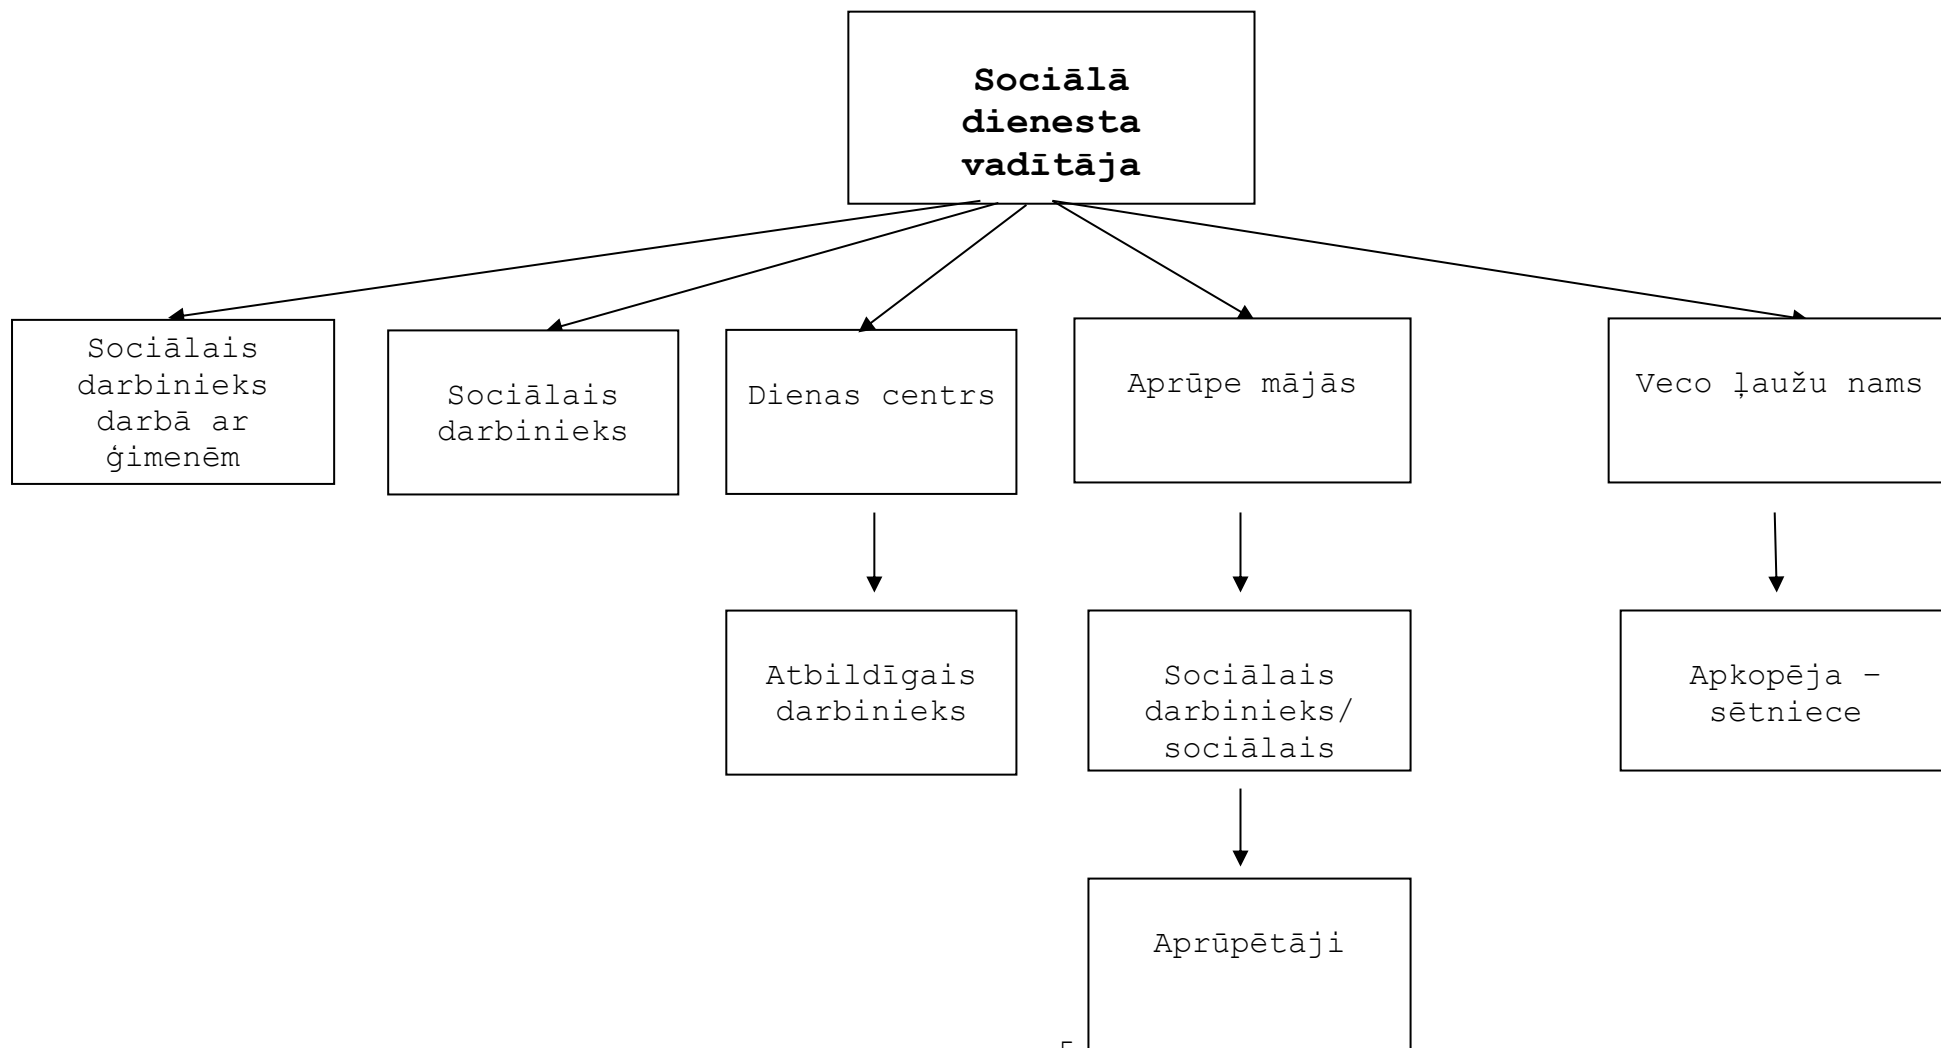 Sociālā
dienesta
vadītāja
Sociālais
darbinieks
darbā ar
ģimenēm
Sociālais
darbinieks
Dienas centrs
Aprūpe mājās
Veco ļaužu nams
Atbildīgais
darbinieks
Sociālais
darbinieks/
sociālais
Apkopēja –
sētniece
Aprūpētāji